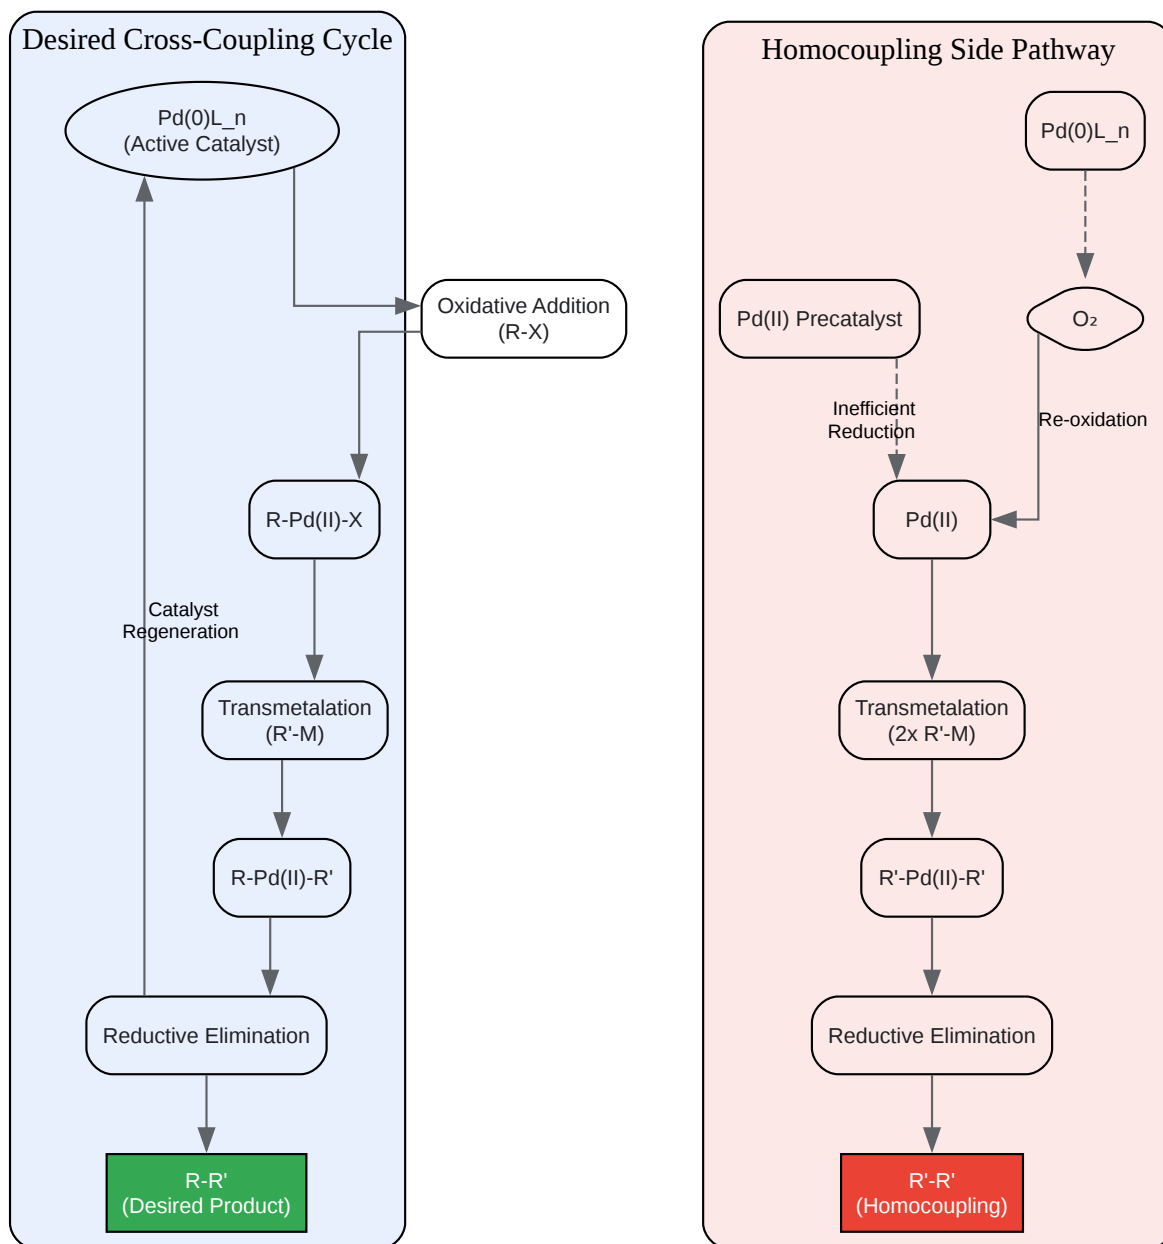 Desired Cross-Coupling Cycle
Pd(0)L_n
(Active Catalyst)
Oxidative Addition
(R-X)
R-Pd(II)-X
Catalyst
Regeneration
Transmetalation
(R'-M)
R-Pd(II)-R'
Reductive Elimination
R-R'
(Desired Product)
Homocoupling Side Pathway
Pd(0)L_n
Pd(II) Precatalyst
O₂
Inefficient
Reduction
Re-oxidation
Pd(II)
Transmetalation
(2x R'-M)
R'-Pd(II)-R'
Reductive Elimination
R'-R'
(Homocoupling)